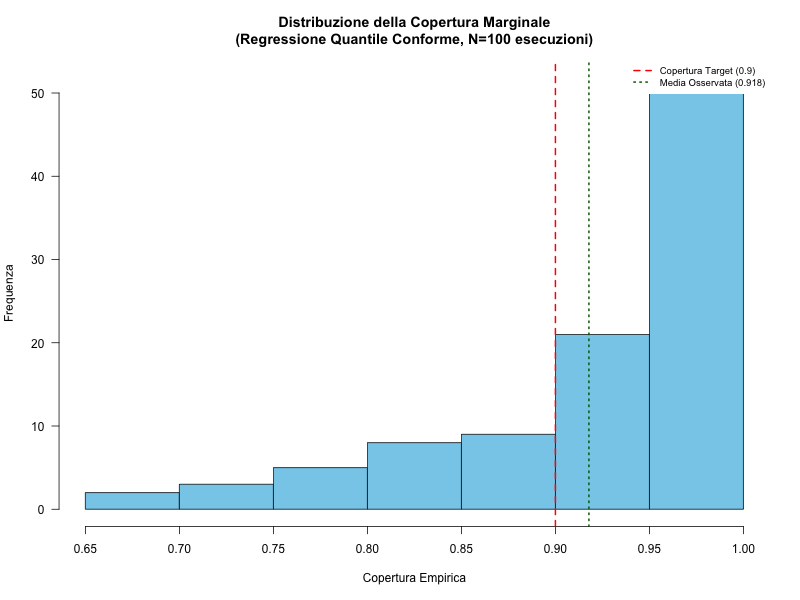 Distribuzione della Copertura Marginale
(Regressione Quantile Conforme, N=100 esecuzioni)
Copertura Target (0.9)
Media Osservata (0.918)
50
40
30
20
10
0
Frequenza
0.65 0.70 0.75 0.80 0.85 0.90 0.95 1.00
Copertura Empirica